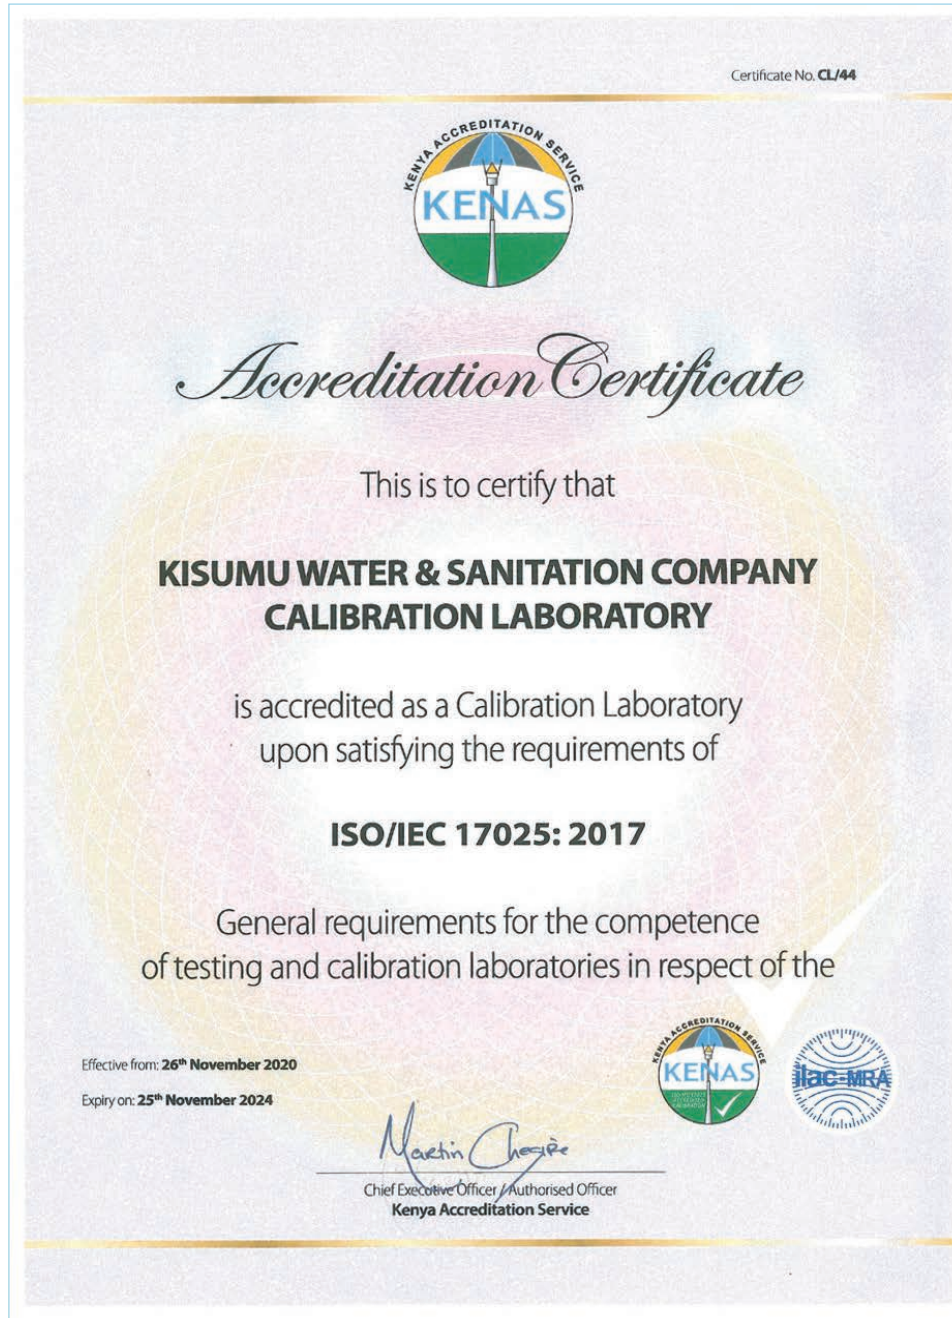 Certificate No. CL/44
KENYA ACCREDITATION SERVICE
KENAS
Accreditation Certificate
This is to certify that
KISUMU WATER & SANITATION COMPANY
CALIBRATION LABORATORY
is accredited as a Calibration Laboratory
upon satisfying the requirements of
ISO/IEC 17025: 2017
General requirements for the competence
of testing and calibration laboratories in respect of the
Effective from: 26th November 2020
Expiry on: 25th November 2024
KENYA ACCREDITATION SERVICE
KENAS
ilac-MRA
Martin Chesire
Chief Executive Officer / Authorised Officer
Kenya Accreditation Service